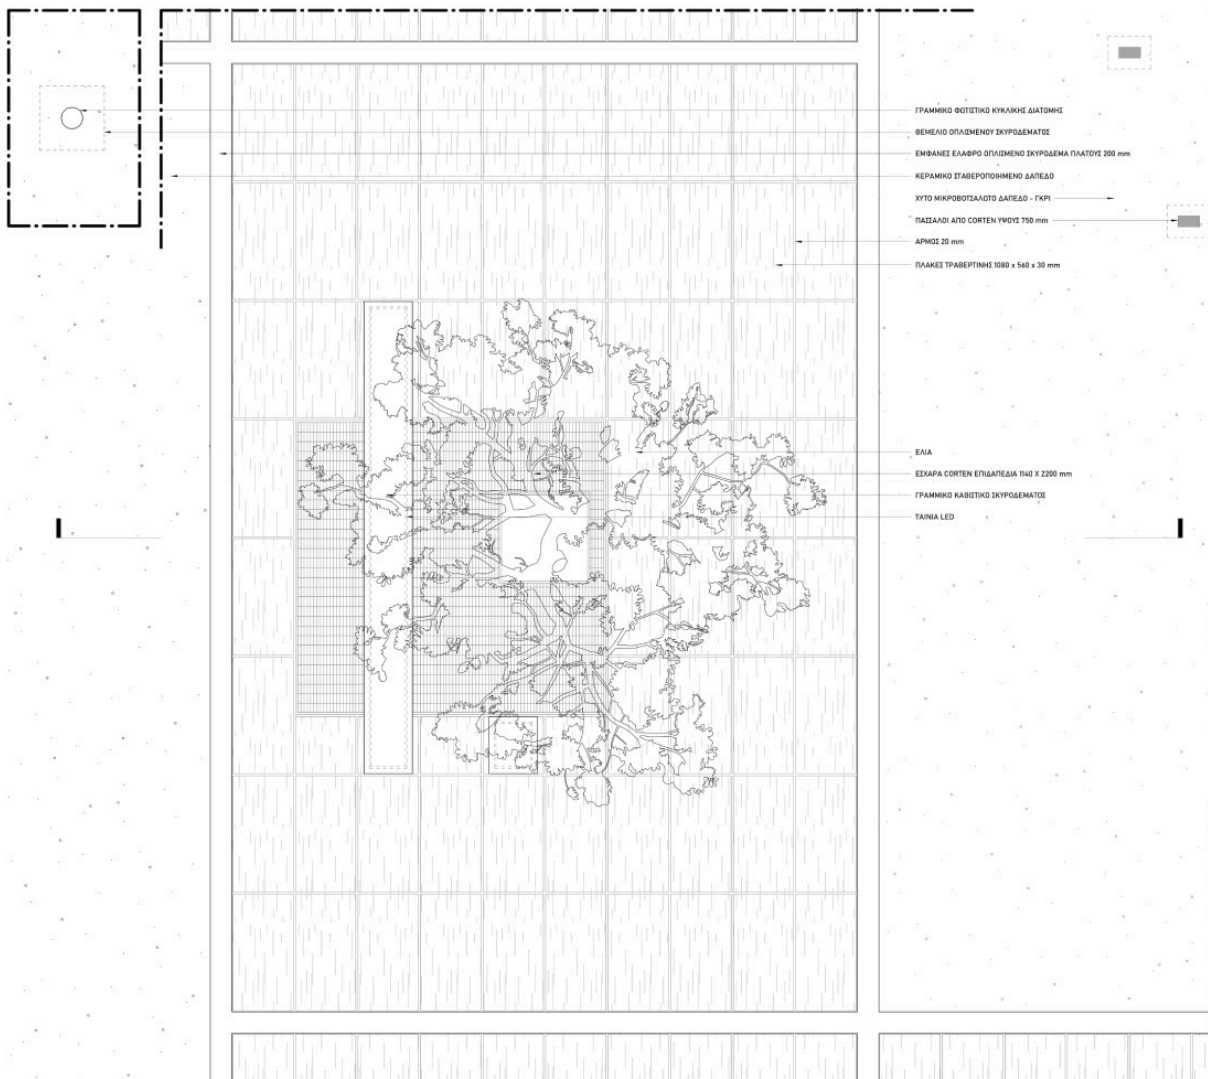 ΓΡΑΜΜΙΚΟ ΦΩΤΙΣΤΙΚΟ ΚΥΚΛΙΚΗΣ ΔΙΑΤΟΜΗΣ
ΘΕΜΕΛΙΟ ΟΠΛΙΣΜΕΝΟΥ ΣΚΥΡΟΔΕΜΑΤΟΣ
ΕΜΦΑΝΕΣ ΕΛΑΦΡΟ ΟΠΛΙΣΜΕΝΟ ΣΚΥΡΟΔΕΜΑ ΠΛΑΤΟΥΣ 200 mm
ΚΕΡΑΜΙΚΟ ΣΤΑΘΕΡΟΠΟΙΗΜΕΝΟ ΔΑΠΕΔΟ
ΧΥΤΟ ΜΙΚΡΟΒΟΤΣΑΛΩΤΟ ΔΑΠΕΔΟ - ΓΚΡΙ
ΠΑΣΣΑΛΟΙ ΑΠΟ CORTEN ΥΨΟΥΣ 750 mm
ΑΡΜΟΣ 20 mm
ΠΛΑΚΕΣ ΤΡΑΒΕΡΤΙΝΗΣ 1080 x 560 x 30 mm
ΕΛΙΑ
ΕΣΧΑΡΑ CORTEN ΕΠΙΔΑΠΕΔΙΑ 1140 X 2200 mm
ΓΡΑΜΜΙΚΟ ΚΑΘΙΣΤΙΚΟ ΣΚΥΡΟΔΕΜΑΤΟΣ
ΤΑΙΝΙΑ LED